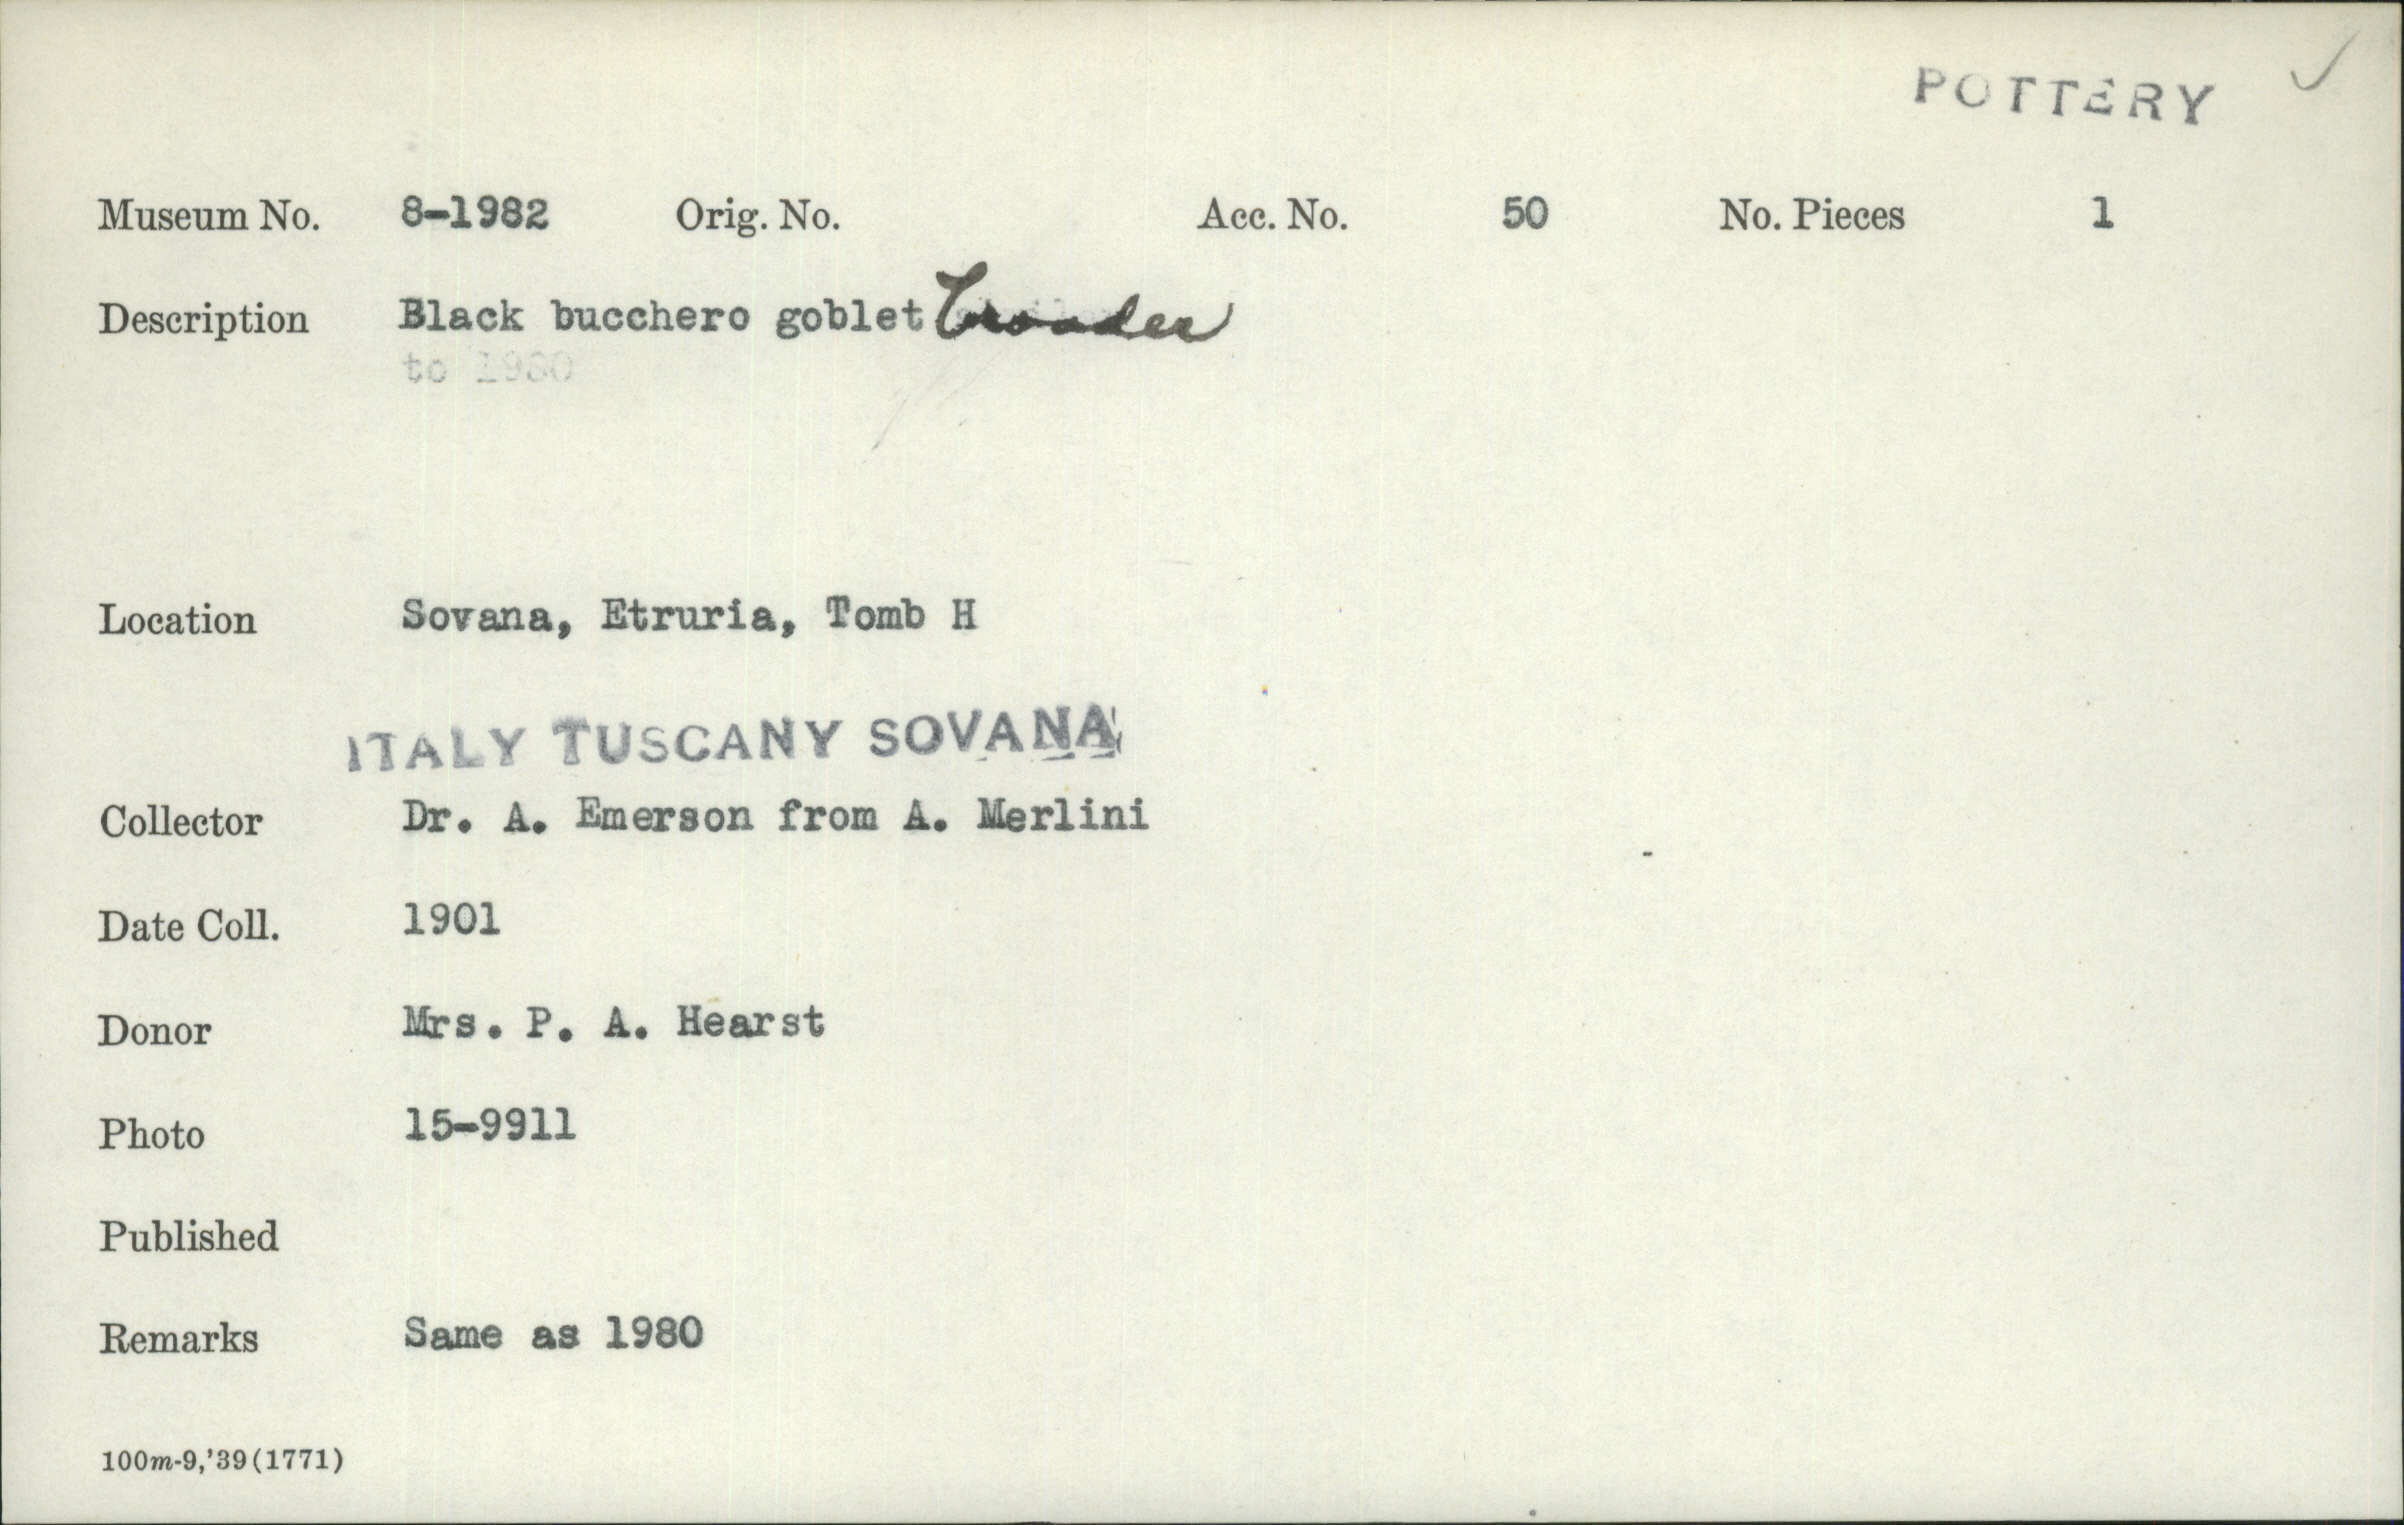 POTTERY
Museum No. 8-1982 Orig. No. Acc. No. 50 No. Pieces 1
Description Black bucchero goblet broader
to 1980
Location Sovana, Etruria, Tomb H
ITALY TUSCANY SOVANA
Collector Dr. A. Emerson from A. Merlini
Date Coll. 1901
Donor Mrs. P. A. Hearst
Photo 15-9911
Published
Remarks Same as 1980
100m-9,'39(1771)